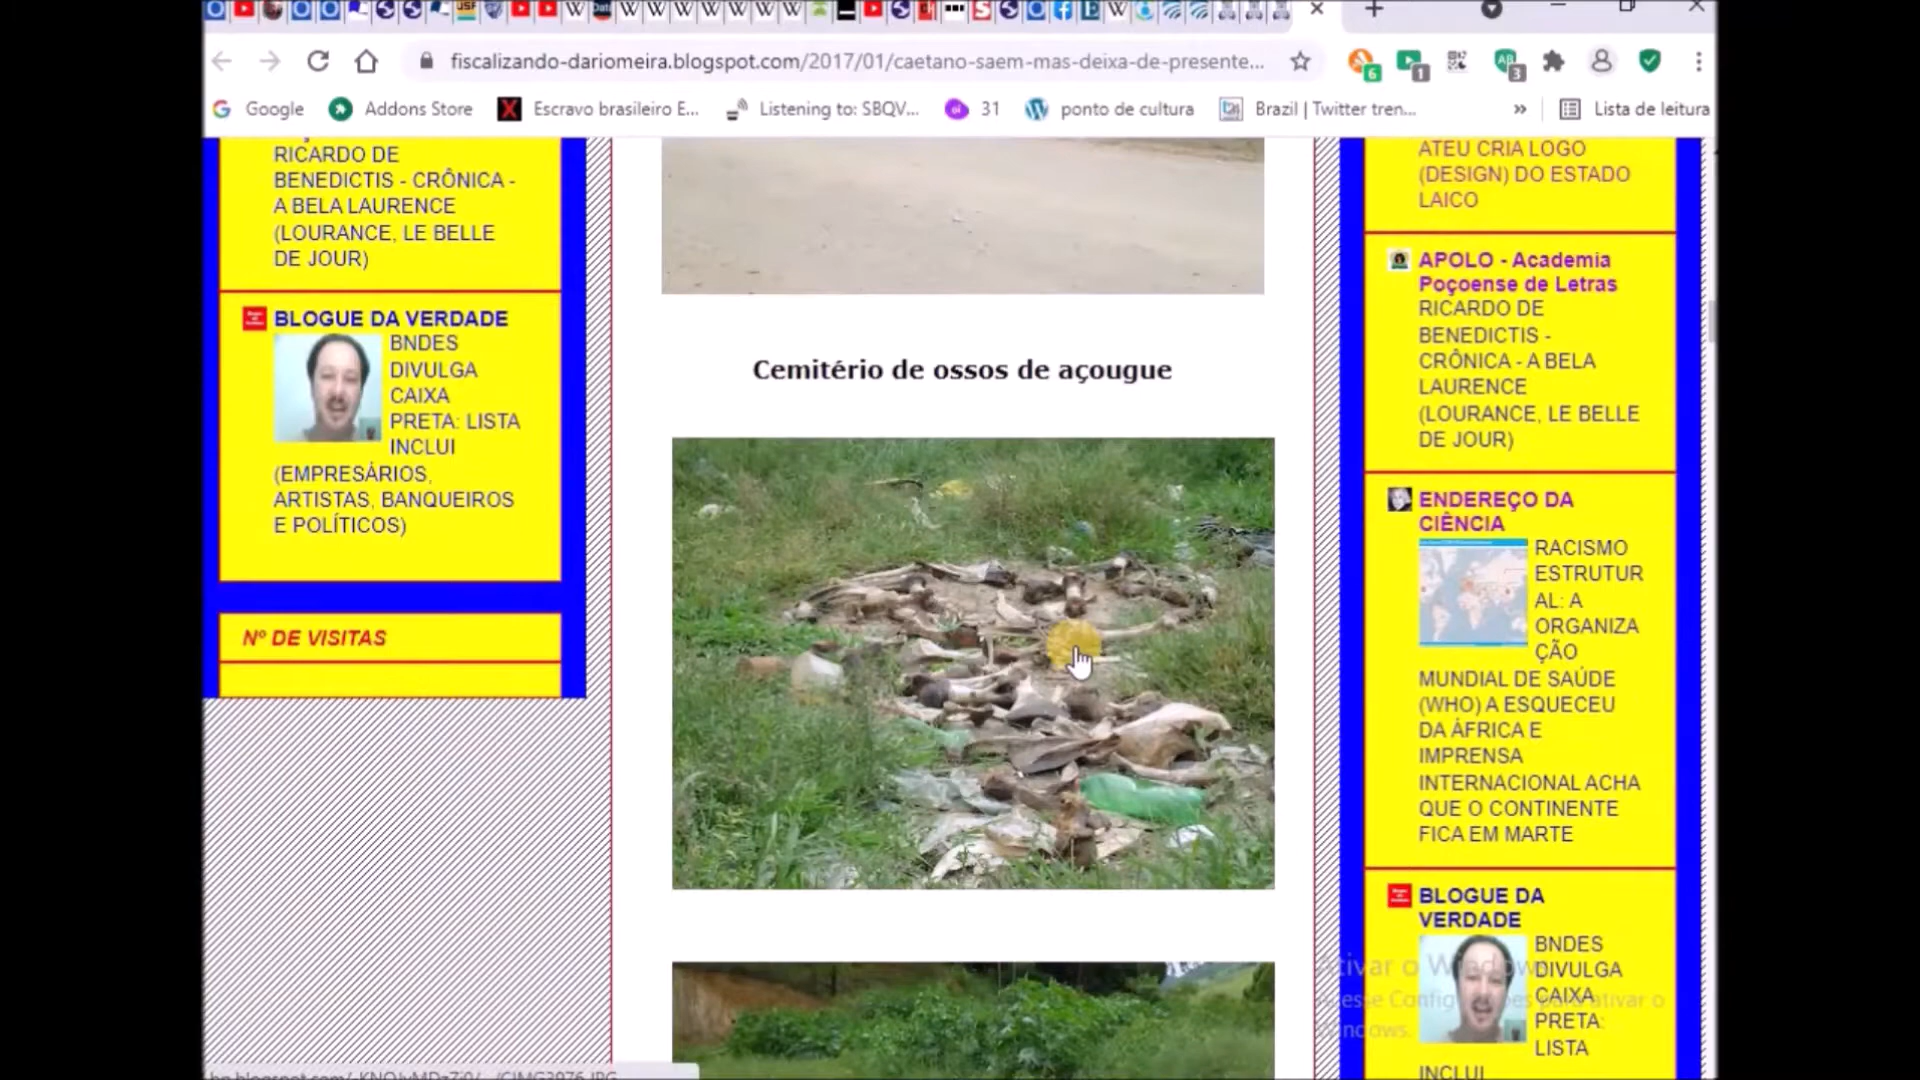 fiscalizando-dariomeira.blogspot.com/2017/01/caetano-saem-mas-deixa-de-presente...
6
1
3
Google
Addons Store
Escravo brasileiro E...
Listening to: SBQV...
31
ponto de cultura
Brazil | Twitter tren...
»
Lista de leitura
RICARDO DE
BENEDICTIS - CRÔNICA -
A BELA LAURENCE
(LOURANCE, LE BELLE
DE JOUR)
BLOGUE DA VERDADE
BNDES
DIVULGA
CAIXA
PRETA: LISTA
INCLUI
(EMPRESÁRIOS,
ARTISTAS, BANQUEIROS
E POLÍTICOS)
Nº DE VISITAS
Cemitério de ossos de açougue
ATEU CRIA LOGO
(DESIGN) DO ESTADO
LAICO
APOLO - Academia
Poçoense de Letras
RICARDO DE
BENEDICTIS -
CRÔNICA - A BELA
LAURENCE
(LOURANCE, LE BELLE
DE JOUR)
ENDEREÇO DA
CIÊNCIA
RACISMO
ESTRUTUR
AL: A
ORGANIZA
ÇÃO
MUNDIAL DE SAÚDE
(WHO) A ESQUECEU
DA ÁFRICA E
IMPRENSA
INTERNACIONAL ACHA
QUE O CONTINENTE
FICA EM MARTE
BLOGUE DA
VERDADE
BNDES
DIVULGA
CAIXA
PRETA:
LISTA
INCLUI
Ativar o Windows